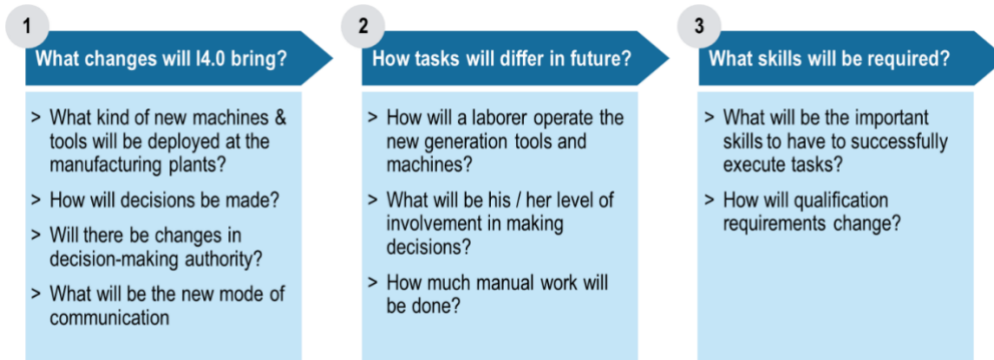 1
What changes will I4.0 bring?
> What kind of new machines &
tools will be deployed at the
manufacturing plants?
> How will decisions be made?
> Will there be changes in
decision-making authority?
> What will be the new mode of
communication
2
How tasks will differ in future?
> How will a laborer operate the
new generation tools and
machines?
> What will be his / her level of
involvement in making
decisions?
> How much manual work will
be done?
3
What skills will be required?
> What will be the important
skills to have to successfully
execute tasks?
> How will qualification
requirements change?